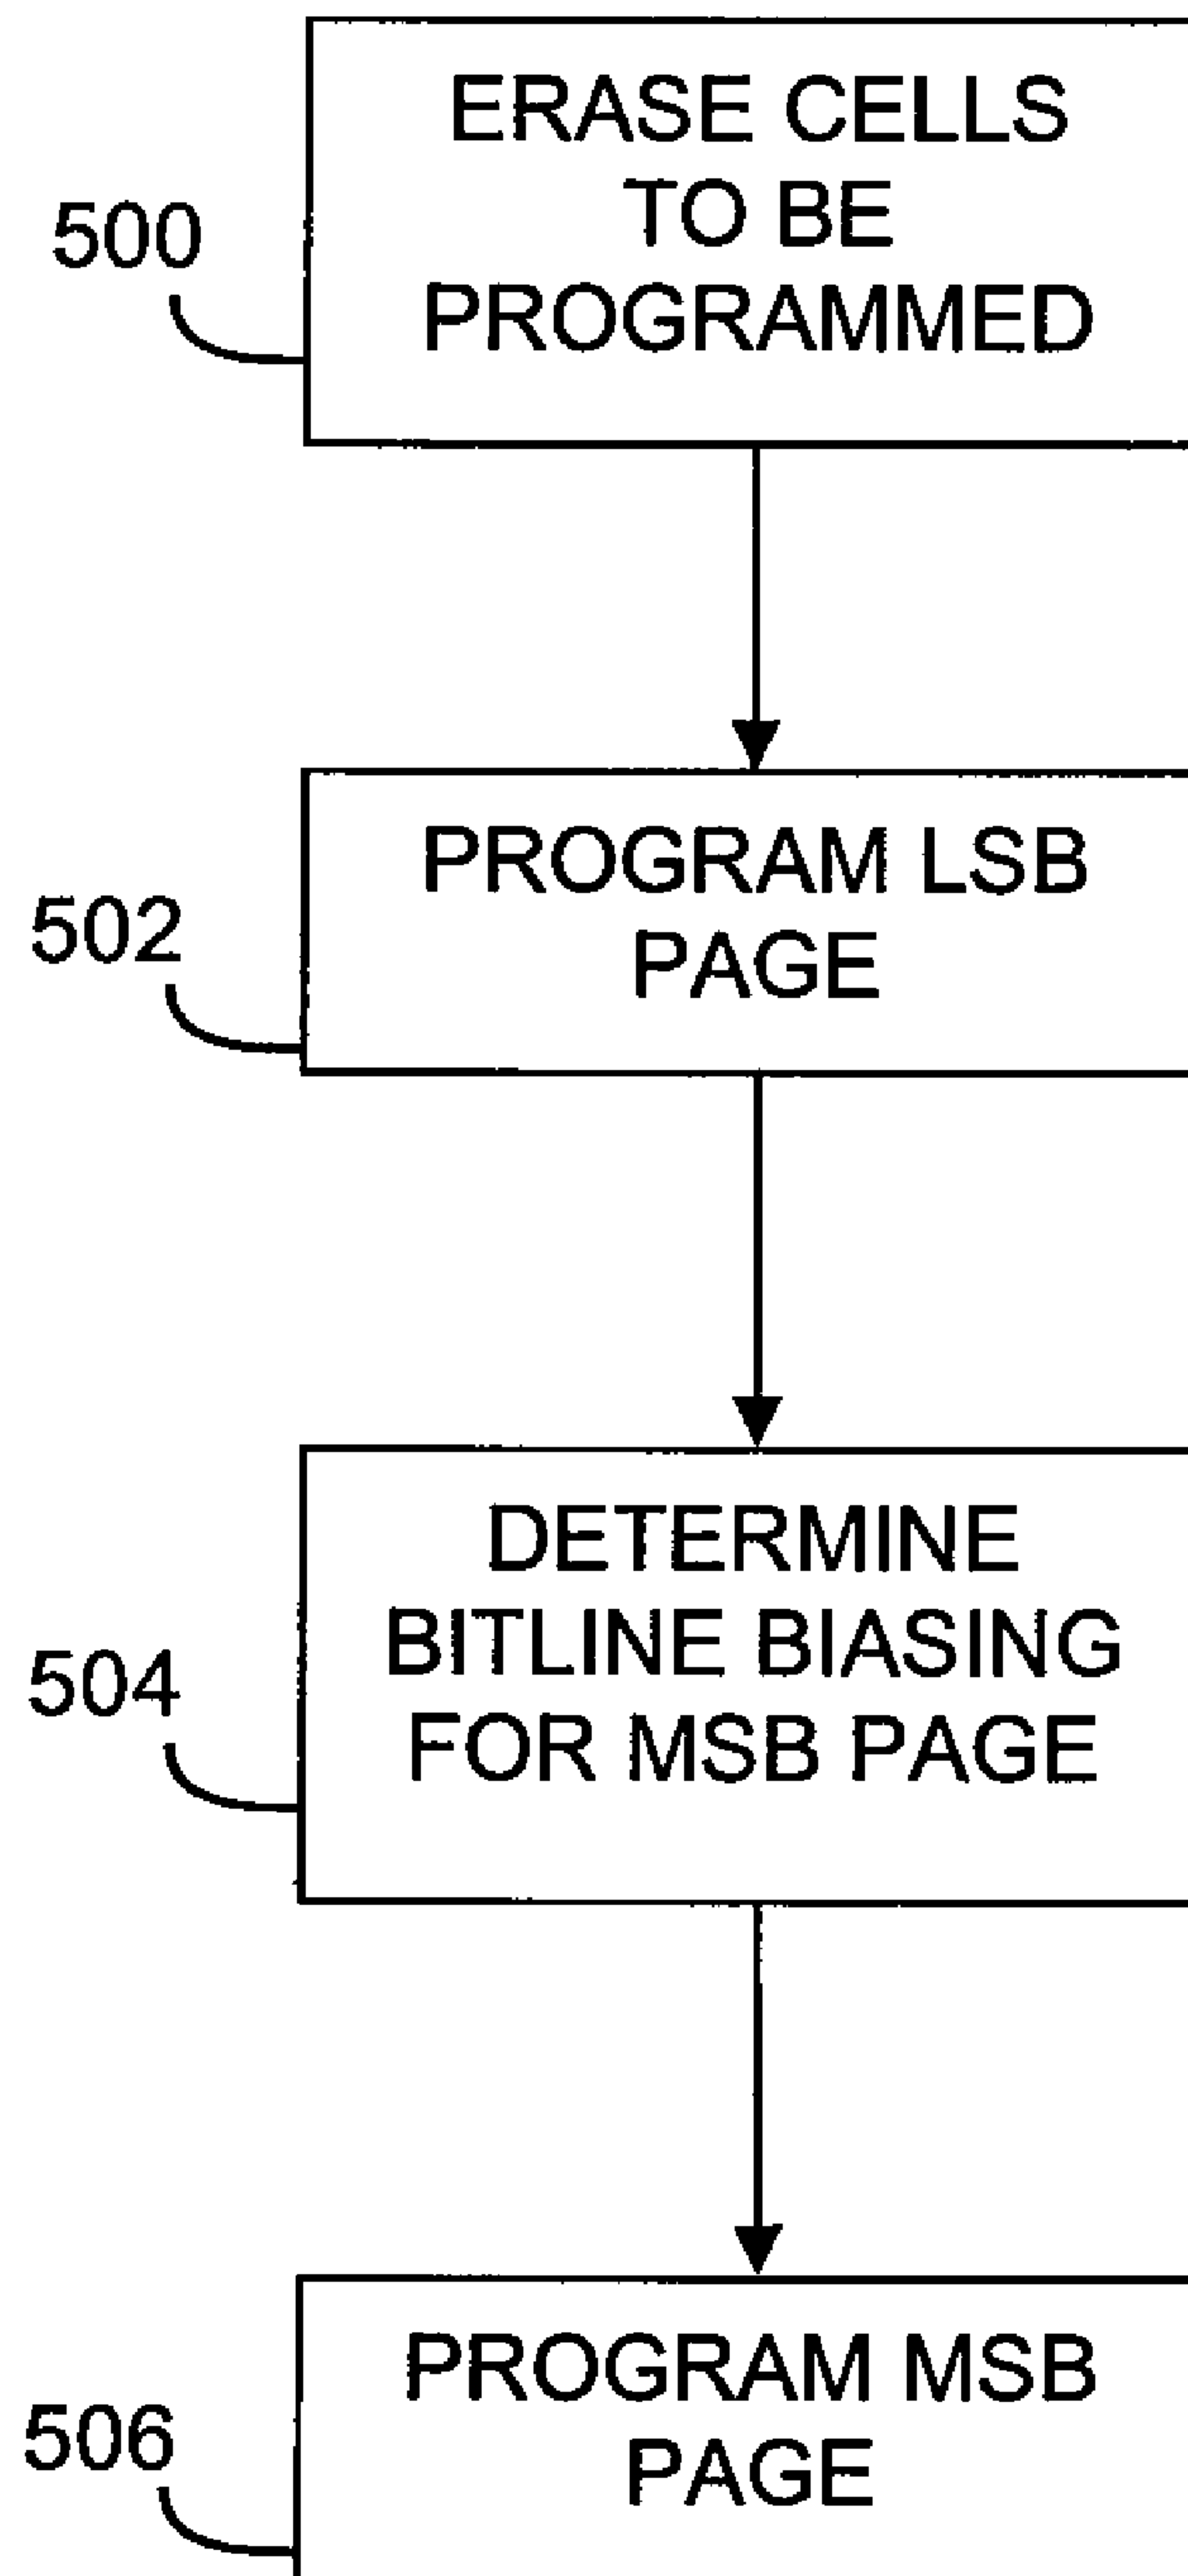 500
ERASE CELLS
TO BE
PROGRAMMED
502
PROGRAM LSB
PAGE
504
DETERMINE
BITLINE BIASING
FOR MSB PAGE
506
PROGRAM MSB
PAGE